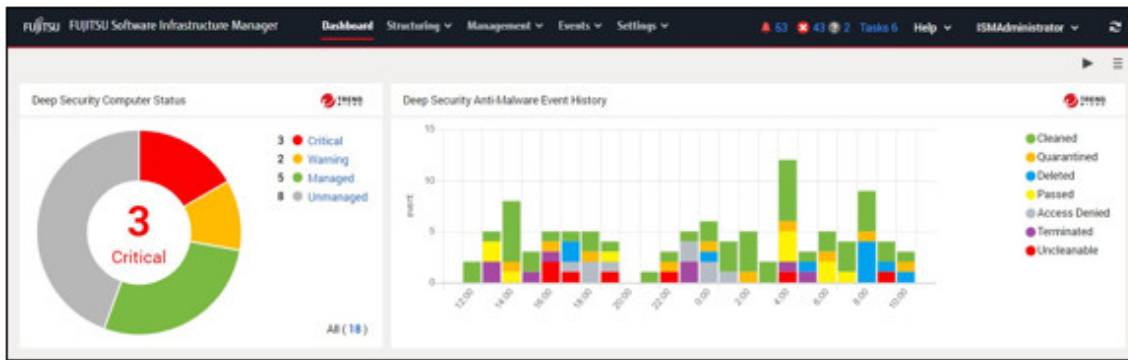 FUJITSU FUJITSU Software Infrastructure Manager Dashboard Structuring Management Events Settings 53 43 2 Tasks 6 Help ISMAdministrator
Deep Security Computer Status
TREND
3 Critical
2 Warning
5 Managed
8 Unmanaged
3
Critical
All ( 18 )
Deep Security Anti-Malware Event History
TREND
15
10
5
0
event
12:00
14:00
16:00
18:00
20:00
22:00
0:00
2:00
4:00
6:00
8:00
10:00
Cleaned
Quarantined
Deleted
Passed
Access Denied
Terminated
Uncleanable